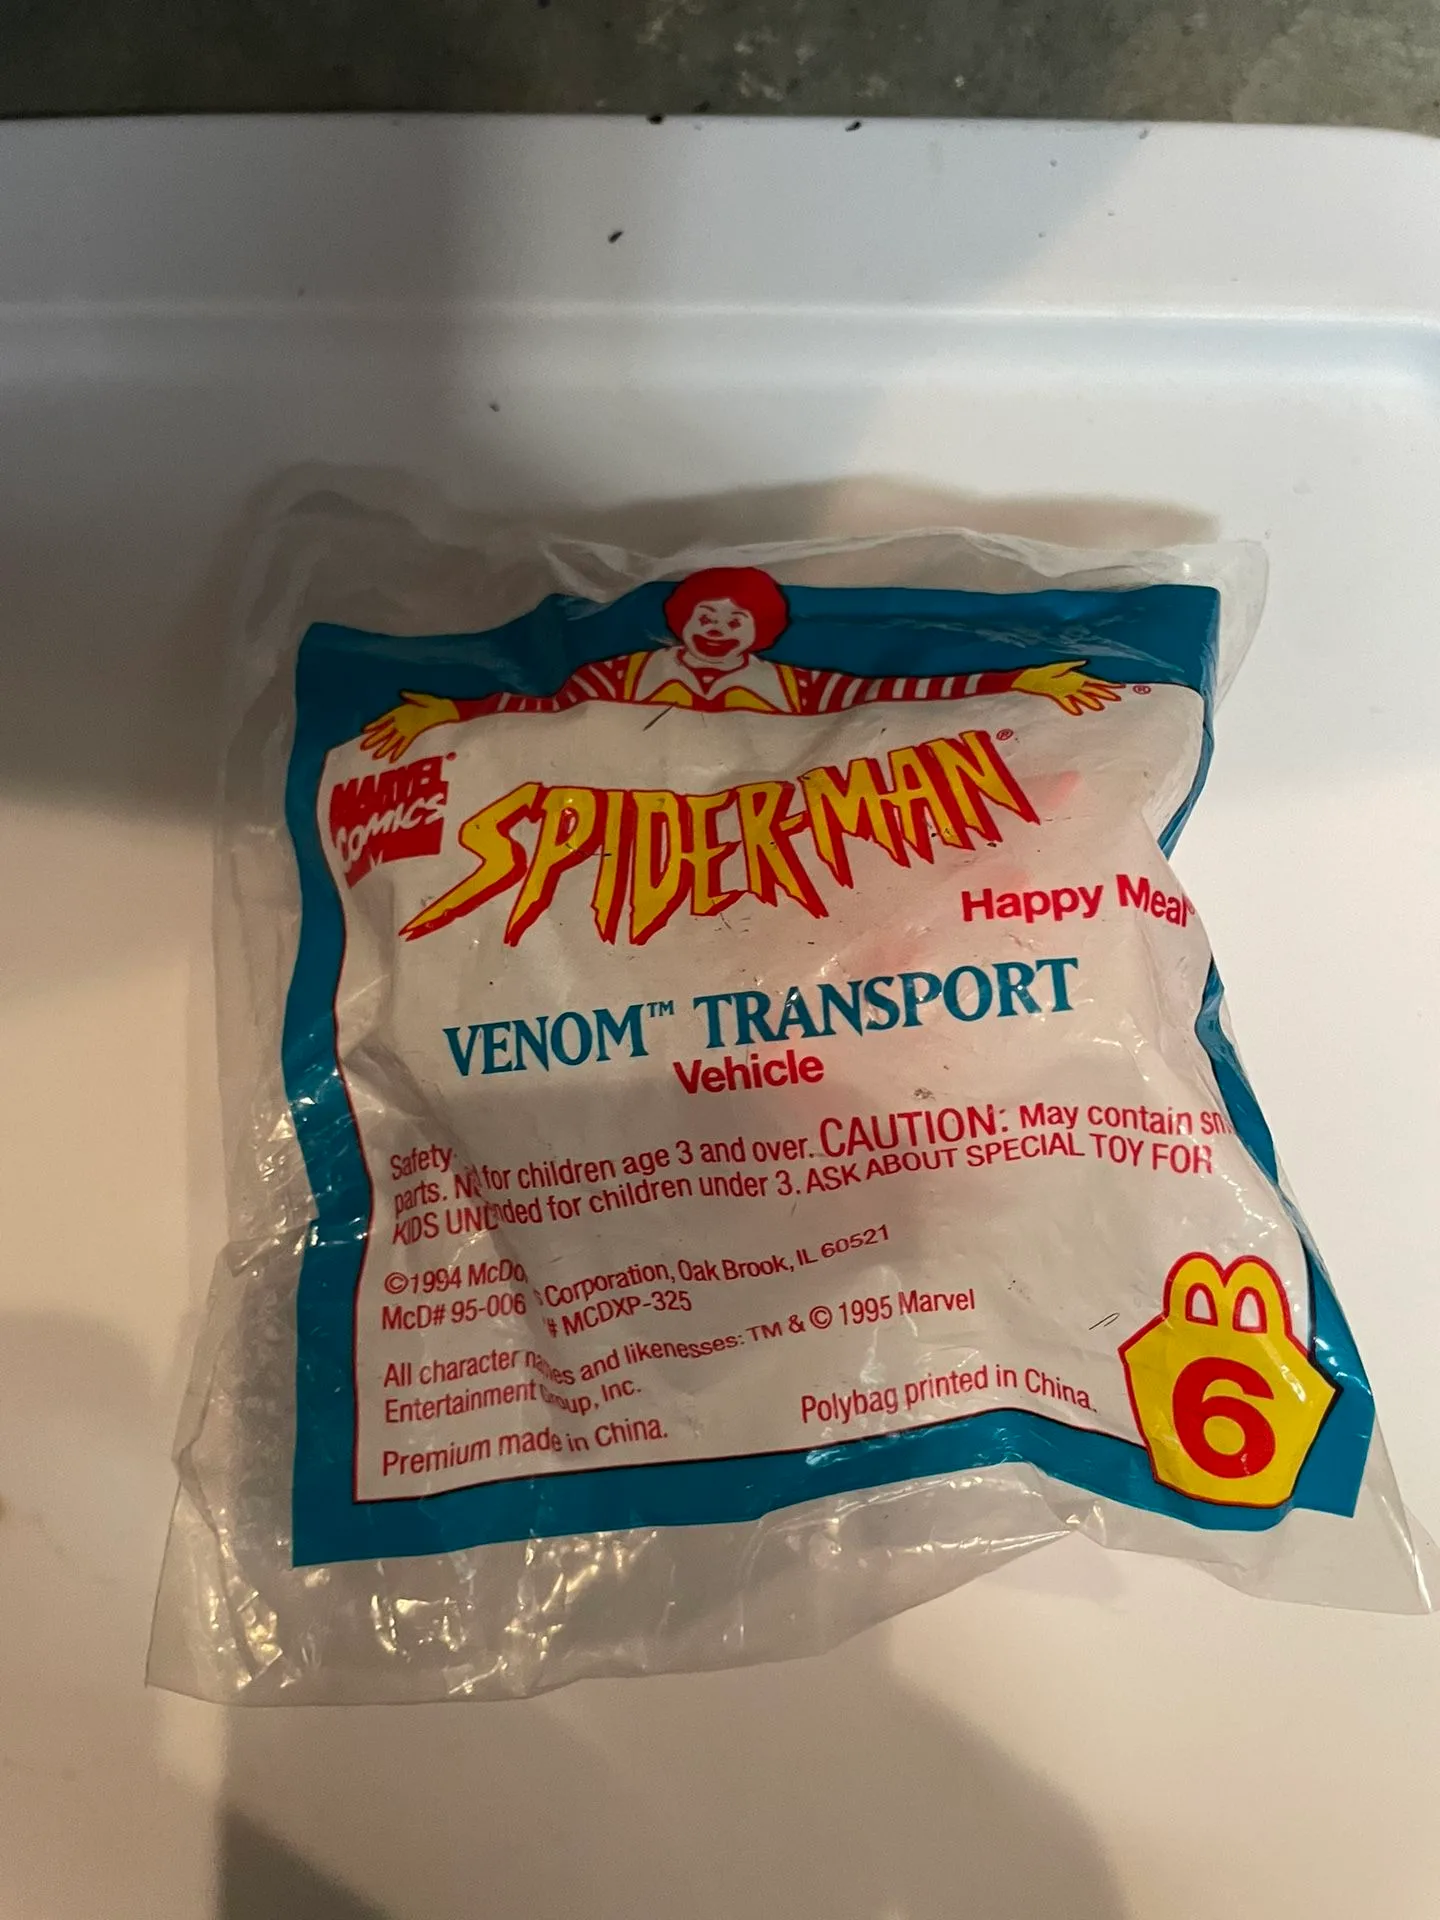 MARVEL®
COMICS
SPIDER-MAN®
Happy Meal®
VENOM™ TRANSPORT
Vehicle
Safety for children age 3 and over. CAUTION: May contain
parts. for children under 3. ASK ABOUT SPECIAL TOY FOR
KIDS
©1994 Corporation, Oak Brook, IL 60521
McD# 95-006 # MCDXP-325
All character and likenesses: TM & © 1995 Marvel
Entertainment Inc.
Premium made in China.
Polybag printed in China.
6
®